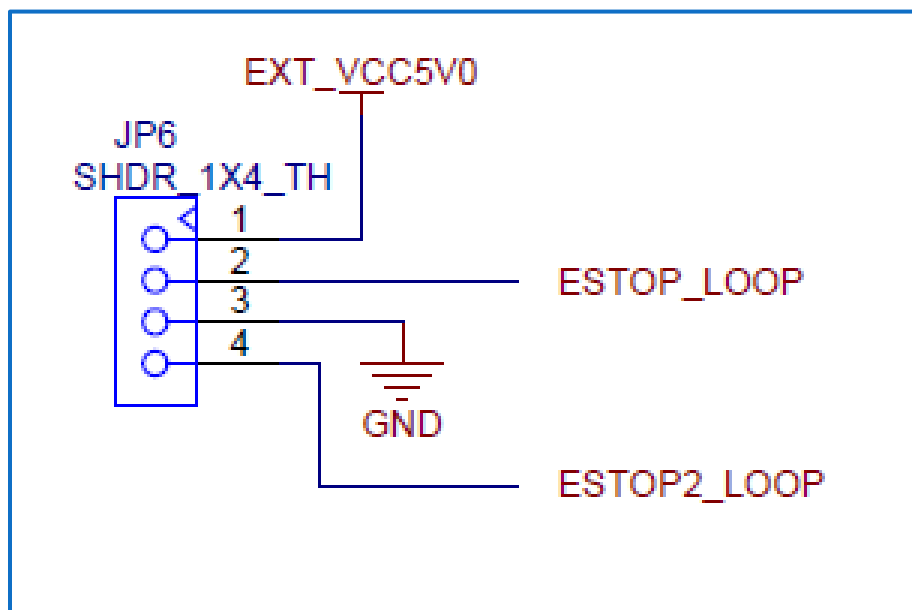 EXT_VCC5V0
JP6
SHDR_1X4_TH
1
2
ESTOP_LOOP
3
4
GND
ESTOP2_LOOP